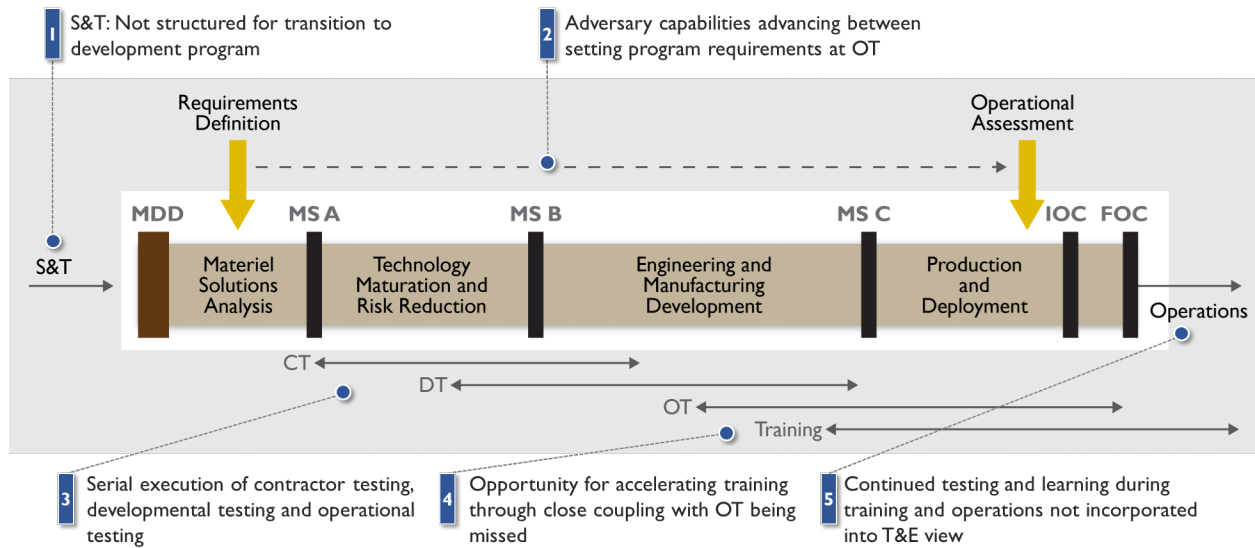 1
S&T: Not structured for transition to
development program
2
Adversary capabilities advancing between
setting program requirements at OT
Requirements
Definition
Operational
Assessment
MDD
MS A
MS B
MS C
IOC
FOC
S&T
Materiel
Solutions
Analysis
Technology
Maturation and
Risk Reduction
Engineering and
Manufacturing
Development
Production
and
Deployment
Operations
CT
DT
OT
Training
3
Serial execution of contractor testing,
developmental testing and operational
testing
4
Opportunity for accelerating training
through close coupling with OT being
missed
5
Continued testing and learning during
training and operations not incorporated
into T&E view